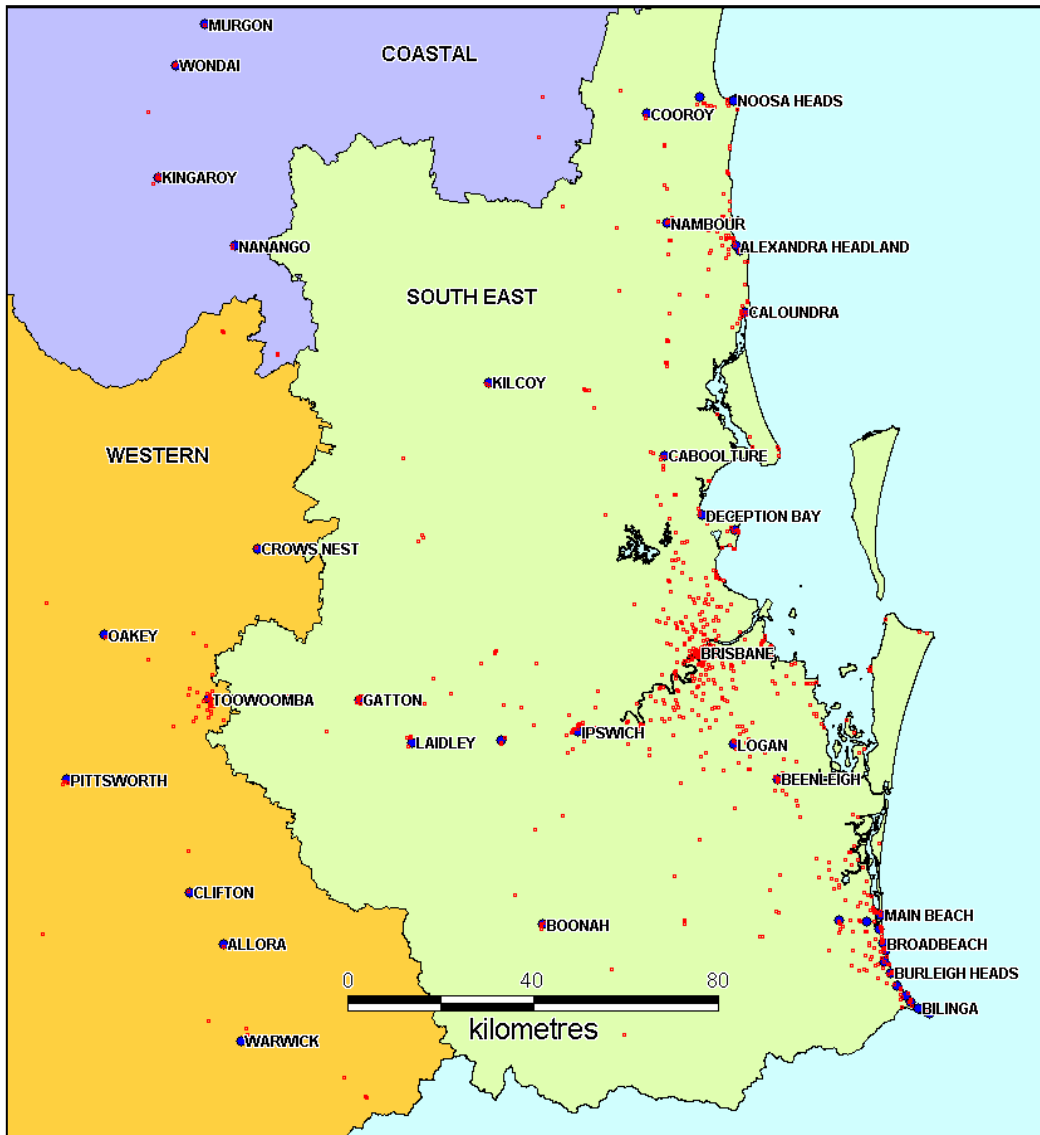 MURGON
COASTAL
WONDAI
NOOSA HEADS
COOROY
KINGAROY
NAMBOUR
NANANGO
ALEXANDRA HEADLAND
SOUTH EAST
CALOUNDRA
KILCOY
WESTERN
CABOOLTURE
DECEPTION BAY
CROWS NEST
OAKEY
BRISBANE
TOOWOOMBA
GATTON
IPSWICH
LAIDLEY
LOGAN
PITTSWORTH
BEENLEIGH
CLIFTON
MAIN BEACH
BOONAH
ALLORA
BROADBEACH
BURLEIGH HEADS
0 40 80
BILINGA
kilometres
WARWICK